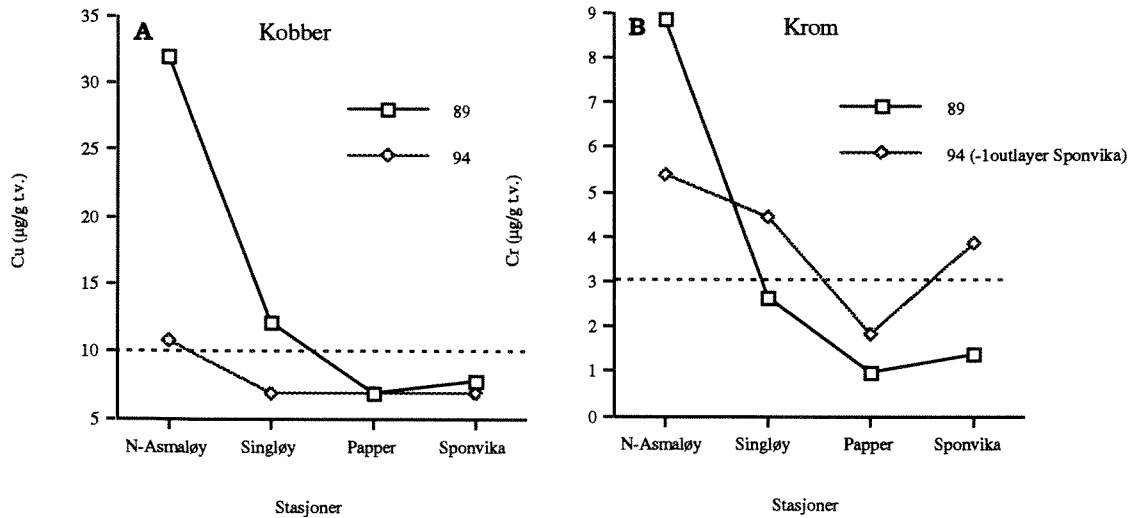 A Kobber
35
30
25
20
15
10
5
Cu (µg/g t.v.)
89
94
N-Asmaløy Singløy Papper Sponvika
Stasjoner
B Krom
9
8
7
6
5
4
3
2
1
0
Cr (µg/g t.v.)
89
94 (-1outlayer Sponvika)
N-Asmaløy Singløy Papper Sponvika
Stasjoner